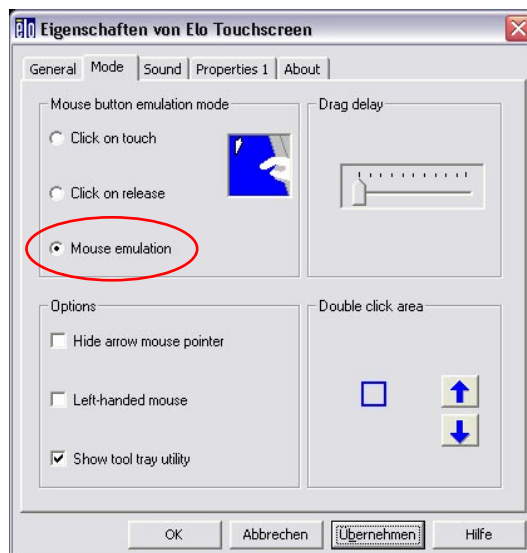 elo Eigenschaften von Elo Touchscreen
General Mode Sound Properties 1 About
Mouse button emulation mode
Click on touch
Click on release
Mouse emulation
Drag delay
Options
Hide arrow mouse pointer
Left-handed mouse
Show tool tray utility
Double click area
OK Abbrechen Übernehmen Hilfe